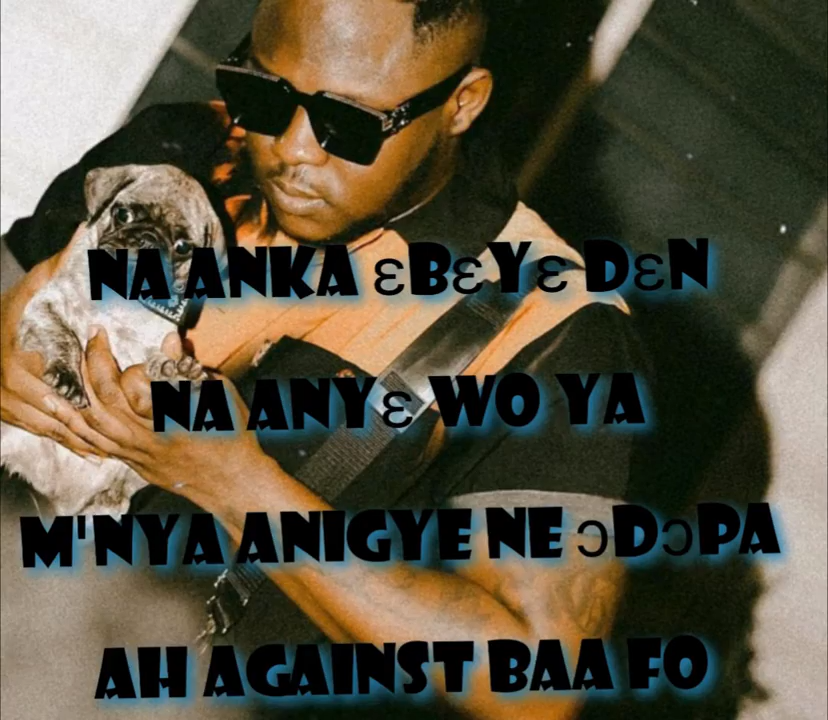 NA ANKA ɛBɛYɛ DɛN
NA ANYɛ WO YA
M'NYA ANIGYE NE ɔDɔPA
AH AGAINST BAA FO